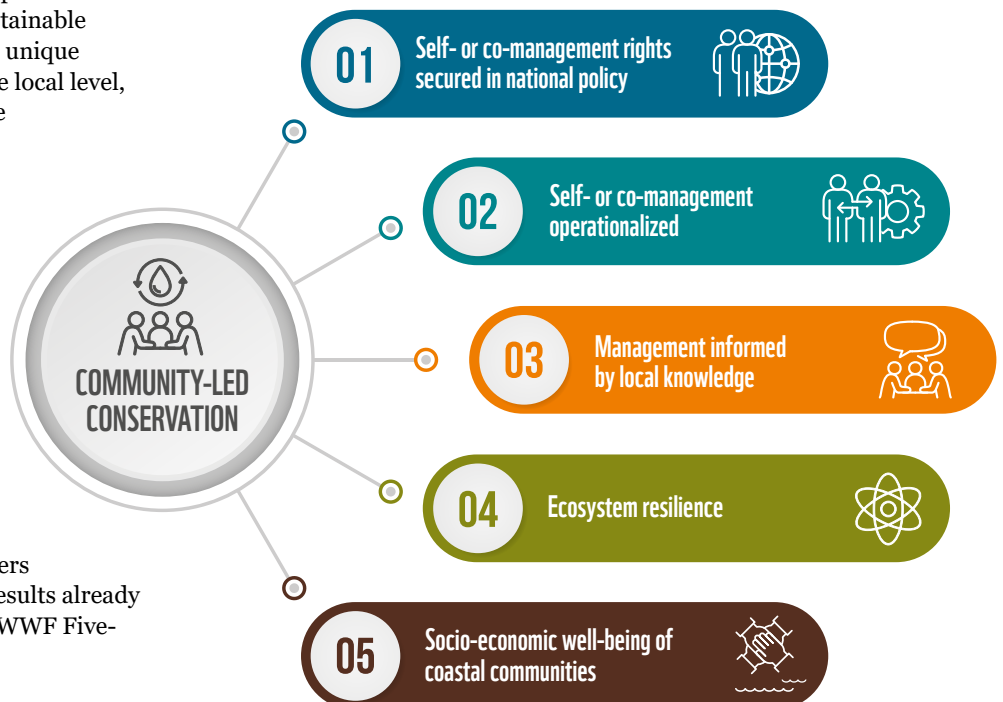 tainable
unique
e local level,
e
ers
esults already
WWF Five-
COMMUNITY-LED
CONSERVATION
01
Self- or co-management rights
secured in national policy
02
Self- or co-management
operationalized
03
Management informed
by local knowledge
04
Ecosystem resilience
05
Socio-economic well-being of
coastal communities